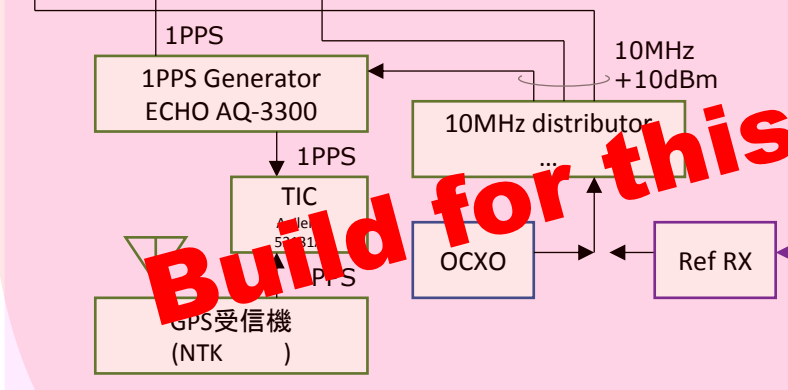 1PPS
10MHz
+10dBm
1PPS Generator
ECHO AQ-3300
10MHz distributor
...
1PPS
TIC
OCXO
Ref RX
PPS
GPS受信機
(NTK )
Build for this